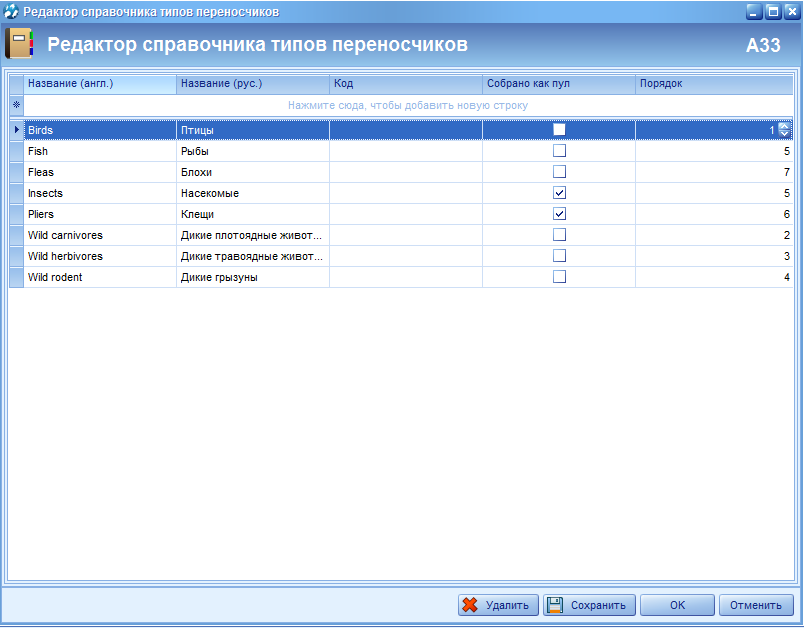 Редактор справочника типов переносчиков
Редактор справочника типов переносчиков A33
Название (англ.) Название (рус.) Код Собрано как пул Порядок
Нажмите сюда, чтобы добавить новую строку
Birds Птицы 1
Fish Рыбы 5
Fleas Блохи 7
Insects Насекомые 5
Pliers Клещи 6
Wild carnivores Дикие плотоядные живот... 2
Wild herbivores Дикие травоядные живот... 3
Wild rodent Дикие грызуны 4
Удалить Сохранить ОК Отменить